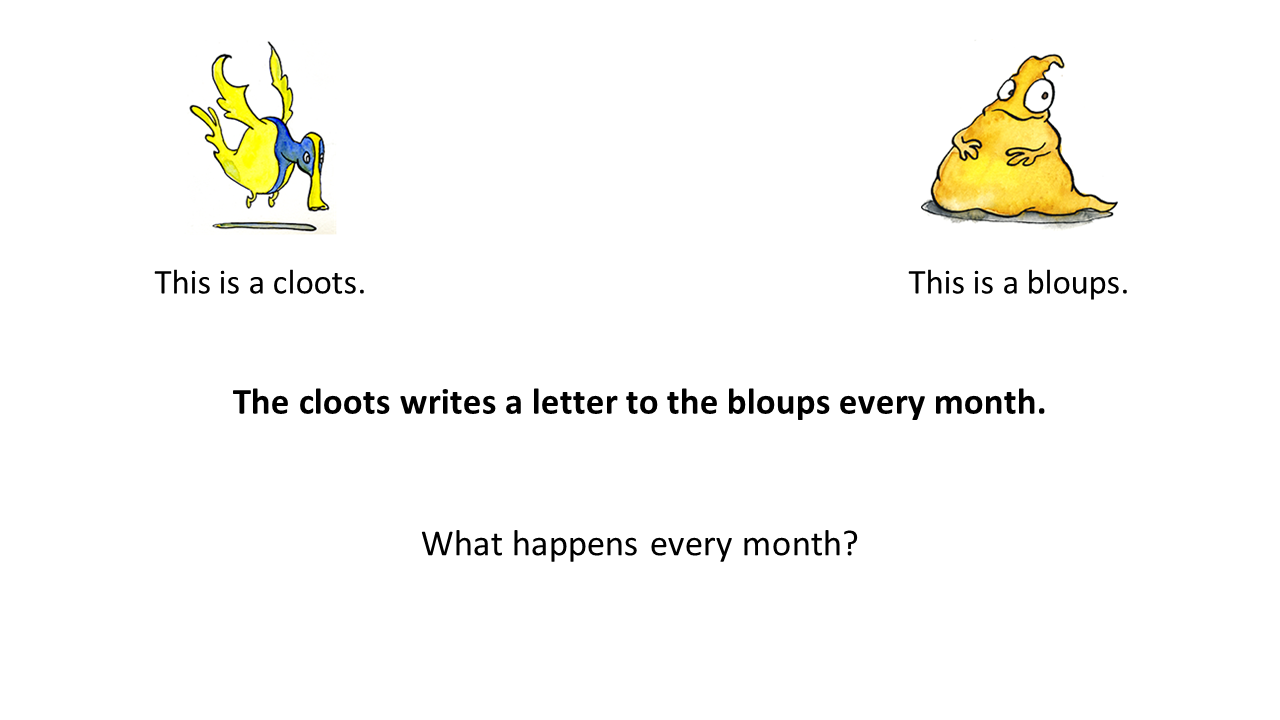 This is a cloots.
This is a bloups.
The cloots writes a letter to the bloups every month.
What happens every month?